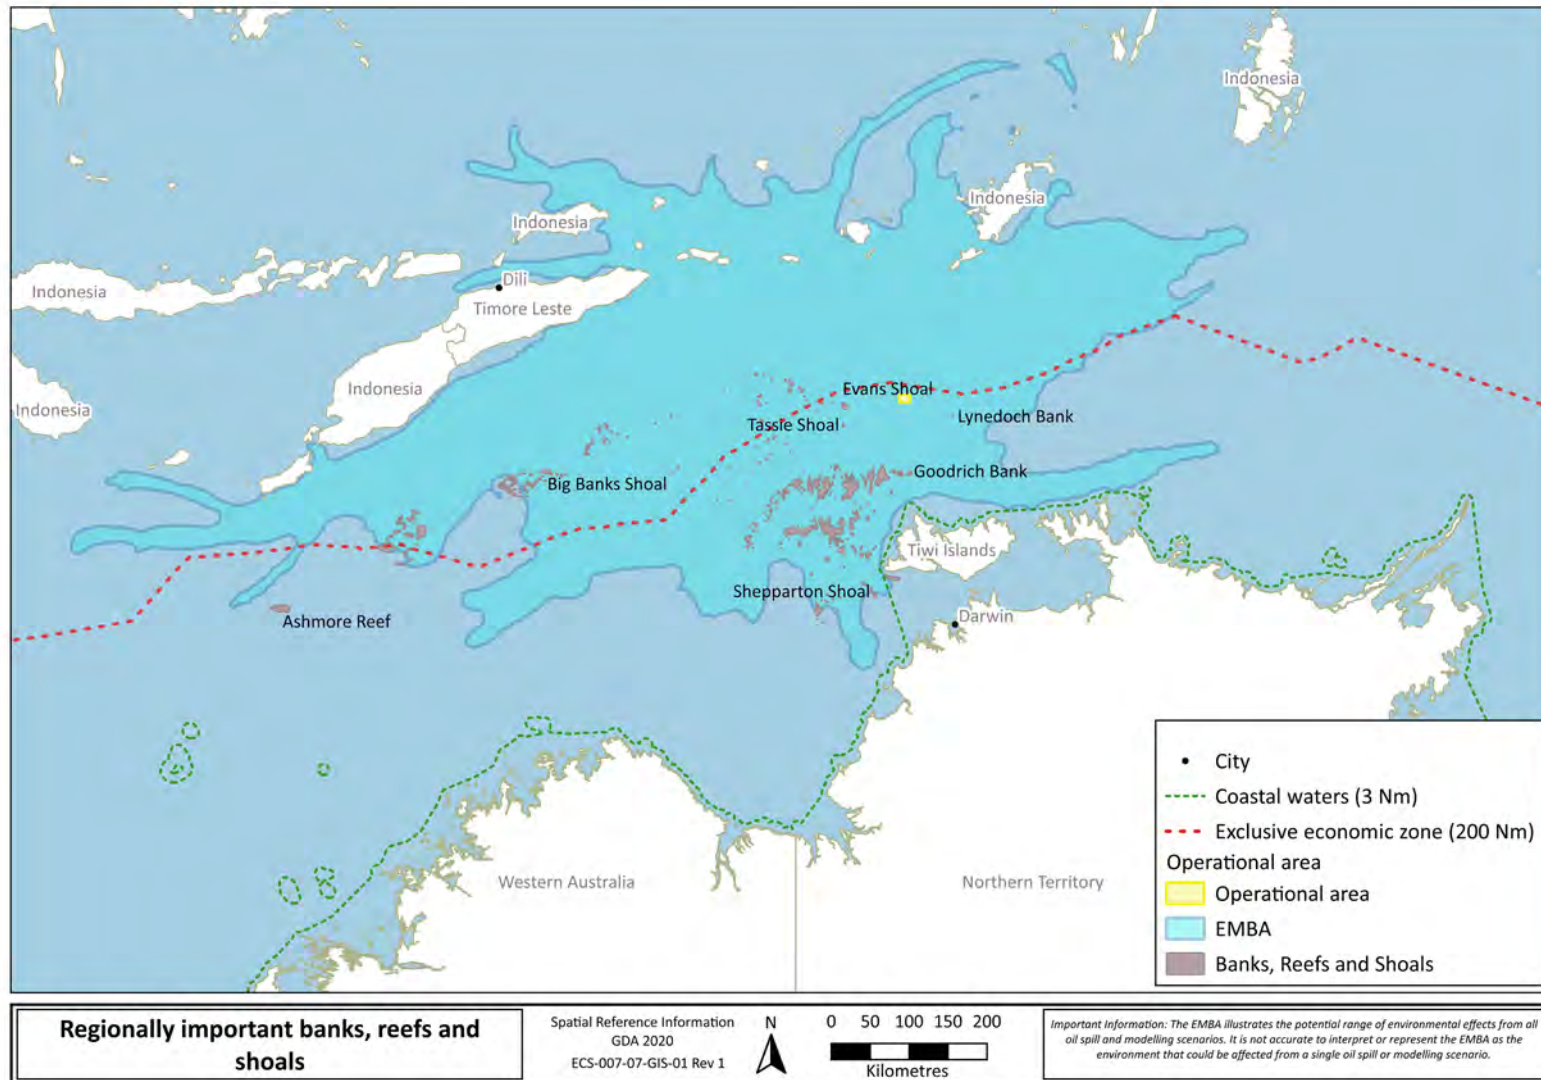 Indonesia
Indonesia
Indonesia
Dili
Indonesia
Timore Leste
Indonesia
Indonesia
Evans Shoal
Tassie Shoal
Lynedoch Bank
Goodrich Bank
Big Banks Shoal
Tiwi Islands
Shepparton Shoal
Ashmore Reef
Darwin
Western Australia
Northern Territory
City
Coastal waters (3 Nm)
Exclusive economic zone (200 Nm)
Operational area
Operational area
EMBA
Banks, Reefs and Shoals
Regionally important banks, reefs and
shoals
Spatial Reference Information
GDA 2020
ECS-007-07-GIS-01 Rev 1
N
0 50 100 150 200
Kilometres
Important Information: The EMBA illustrates the potential range of environmental effects from all
oil spill and modelling scenarios. It is not accurate to interpret or represent the EMBA as the
environment that could be affected from a single oil spill or modelling scenario.